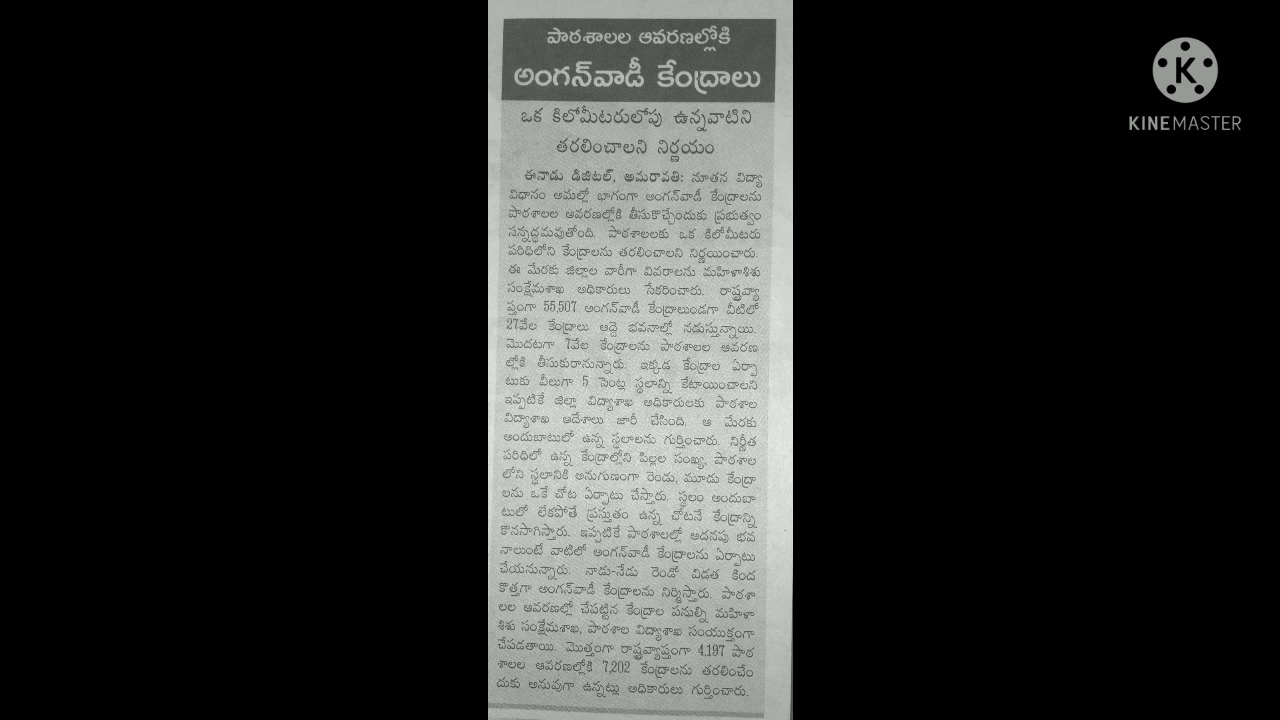 పాఠశాలల ఆవరణల్లోకి
అంగన్‌వాడీ కేంద్రాలు
ఒక కిలోమీటరులోపు ఉన్నవాటిని
తరలించాలని నిర్ణయం
ఈనాడు డిజిటల్, అమరావతి: నూతన విద్యా
విధానం అమల్లో భాగంగా అంగన్‌వాడీ కేంద్రాలను
పాఠశాలల ఆవరణల్లోకి తీసుకొచ్చేందుకు ప్రభుత్వం
సన్నద్ధమవుతోంది. పాఠశాలలకు ఒక కిలోమీటరు
పరిధిలోని కేంద్రాలను తరలించాలని నిర్ణయించారు.
ఈ మేరకు జిల్లాల వారీగా వివరాలను మహిళాశిశు
సంక్షేమశాఖ అధికారులు సేకరించారు. రాష్ట్రవ్యా
ప్తంగా 55,507 అంగన్‌వాడీ కేంద్రాలుండగా వీటిలో
27వేల కేంద్రాలు అద్దె భవనాల్లో నడుస్తున్నాయి.
మొదటగా 7వేల కేంద్రాలను పాఠశాలల ఆవరణ
ల్లోకి తీసుకురానున్నారు. ఇక్కడ కేంద్రాల ఏర్పా
టుకు వీలుగా 5 సెంట్ల స్థలాన్ని కేటాయించాలని
ఇప్పటికే జిల్లా విద్యాశాఖ అధికారులకు పాఠశాల
విద్యాశాఖ ఆదేశాలు జారీ చేసింది. ఆ మేరకు
అందుబాటులో ఉన్న స్థలాలను గుర్తించారు. నిర్ణీత
పరిధిలో ఉన్న కేంద్రాల్లోని పిల్లల సంఖ్య, పాఠశాల
లోని స్థలానికి అనుగుణంగా రెండు, మూడు కేంద్రా
లను ఒకే చోట ఏర్పాటు చేస్తారు. స్థలం అందుబా
టులో లేకపోతే ప్రస్తుతం ఉన్న చోటనే కేంద్రాన్ని
కొనసాగిస్తారు. ఇప్పటికే పాఠశాలల్లో అదనపు భవ
నాలుంటే వాటిలో అంగన్‌వాడీ కేంద్రాలను ఏర్పాటు
చేయనున్నారు. నాడు-నేడు రెండో విడత కింద
కొత్తగా అంగన్‌వాడీ కేంద్రాలను నిర్మిస్తారు. పాఠశా
లల ఆవరణల్లో చేపట్టిన కేంద్రాల పనుల్ని మహిళా
శిశు సంక్షేమశాఖ, పాఠశాల విద్యాశాఖ సంయుక్తంగా
చేపడతాయి. మొత్తంగా రాష్ట్రవ్యాప్తంగా 4,197 పాఠ
శాలల ఆవరణల్లోకి 7,202 కేంద్రాలను తరలించేం
దుకు అనువుగా ఉన్నట్లు అధికారులు గుర్తించారు.
K
KINEMASTER